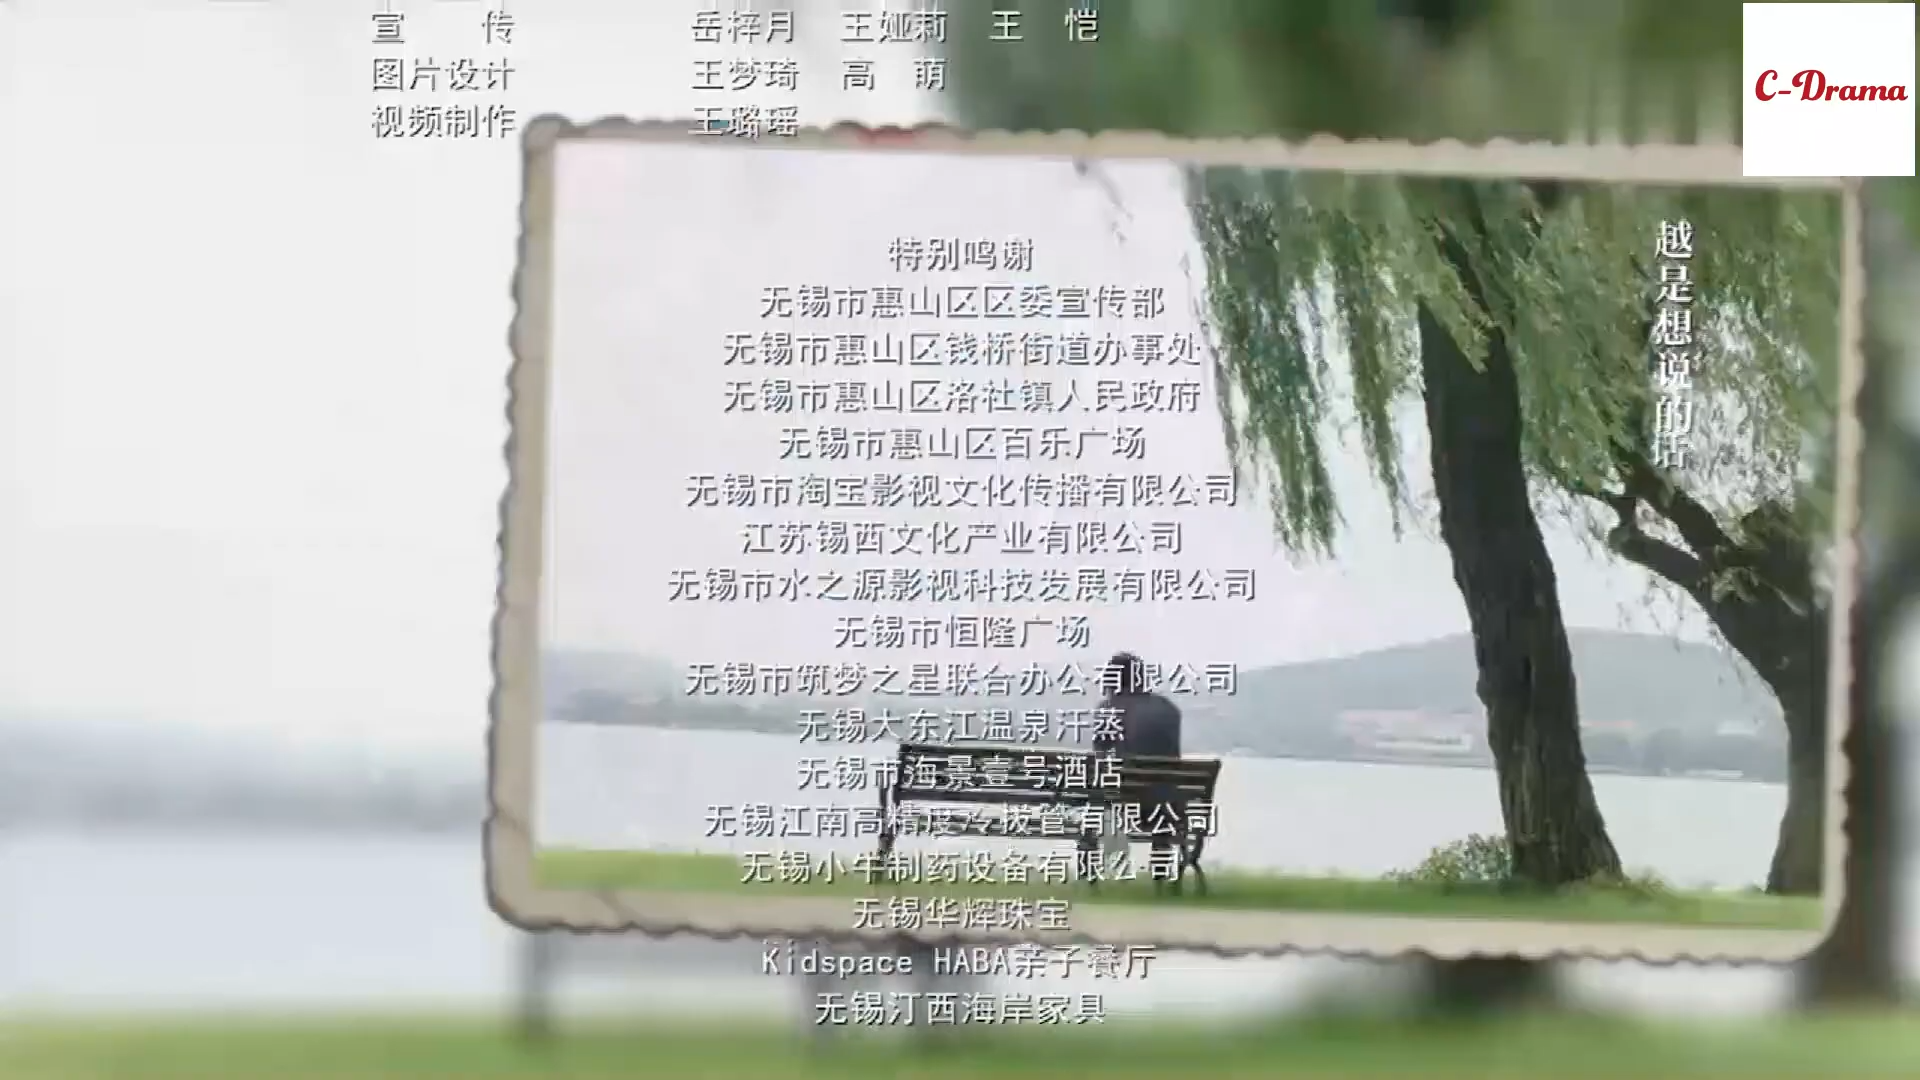 宣 传 岳梓月 王娅莉 王 恺
图片设计 王梦琦 高 萌
视频制作 王璐瑶
C-Drama
越是想说的话
特别鸣谢
无锡市惠山区区委宣传部
无锡市惠山区钱桥街道办事处
无锡市惠山区洛社镇人民政府
无锡市惠山区百乐广场
无锡市淘宝影视文化传播有限公司
江苏锡西文化产业有限公司
无锡市水之源影视科技发展有限公司
无锡市恒隆广场
无锡市筑梦之星联合办公有限公司
无锡大东江温泉汗蒸
无锡市海景壹号酒店
无锡江南高精度冷拔管有限公司
无锡小牛制药设备有限公司
无锡华辉珠宝
Kidspace HABA亲子餐厅
无锡汀西海岸家具